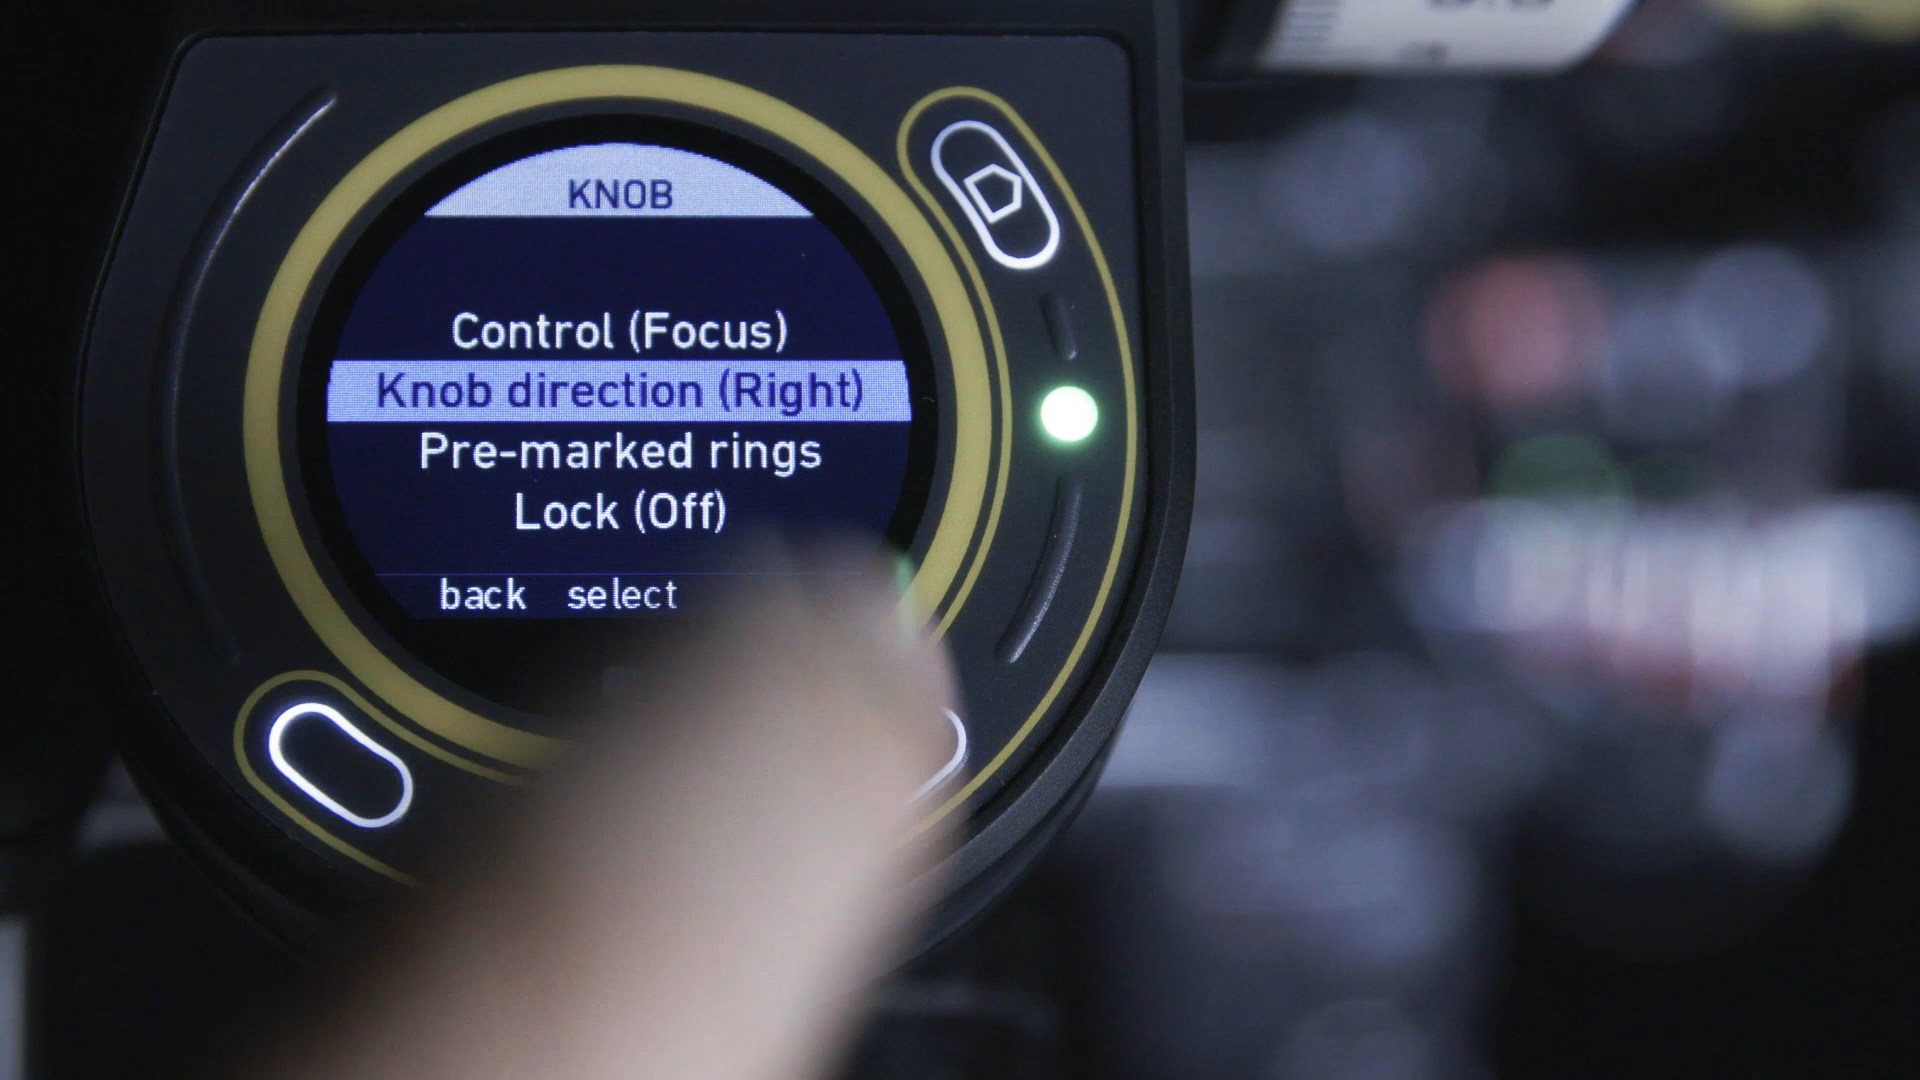 KNOB
Control (Focus)
Knob direction (Right)
Pre-marked rings
Lock (Off)
back select